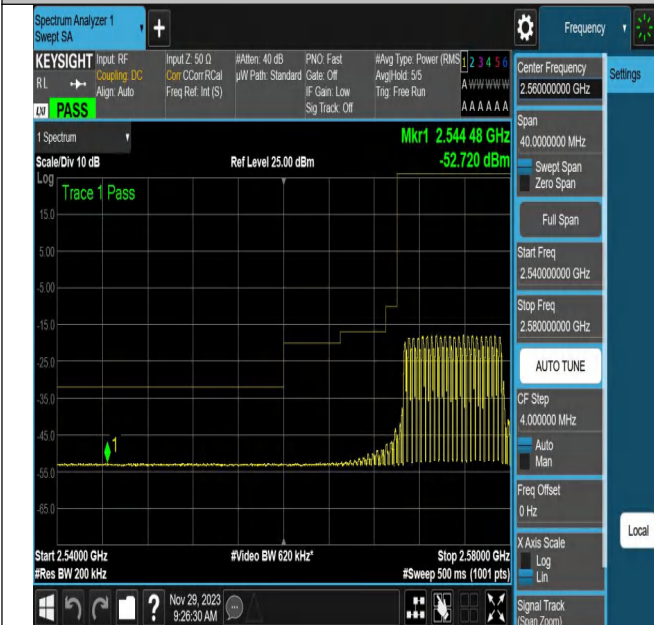 Spectrum Analyzer 1
Swept SA
+
Frequency
KEYSIGHT
RL
LXI
PASS
Input: RF
Coupling: DC
Align: Auto
Input Z: 50 Ω
Corr CCorr RCal
Freq Ref: Int (S)
#Atten: 40 dB
µW Path: Standard
PNO: Fast
Gate: Off
IF Gain: Low
Sig Track: Off
#Avg Type: Power (RMS
Avg|Hold: 5/5
Trig: Free Run
1 2 3 4 5 6
A W W W W W
A A A A A A
1 Spectrum
Scale/Div 10 dB
Ref Level 25.00 dBm
Mkr1 2.544 48 GHz
-52.720 dBm
Log
Trace 1 Pass
15.0
5.00
-5.00
-15.0
-25.0
-35.0
-45.0
-55.0
-65.0
1
Start 2.54000 GHz
#Res BW 200 kHz
#Video BW 620 kHz*
Stop 2.58000 GHz
#Sweep 500 ms (1001 pts)
Center Frequency
2.560000000 GHz
Settings
Span
40.0000000 MHz
Swept Span
Zero Span
Full Span
Start Freq
2.540000000 GHz
Stop Freq
2.580000000 GHz
AUTO TUNE
CF Step
4.000000 MHz
Auto
Man
Freq Offset
0 Hz
X Axis Scale
Log
Lin
Local
Signal Track
(Span Zoom)
?
Nov 29, 2023
9:26:30 AM